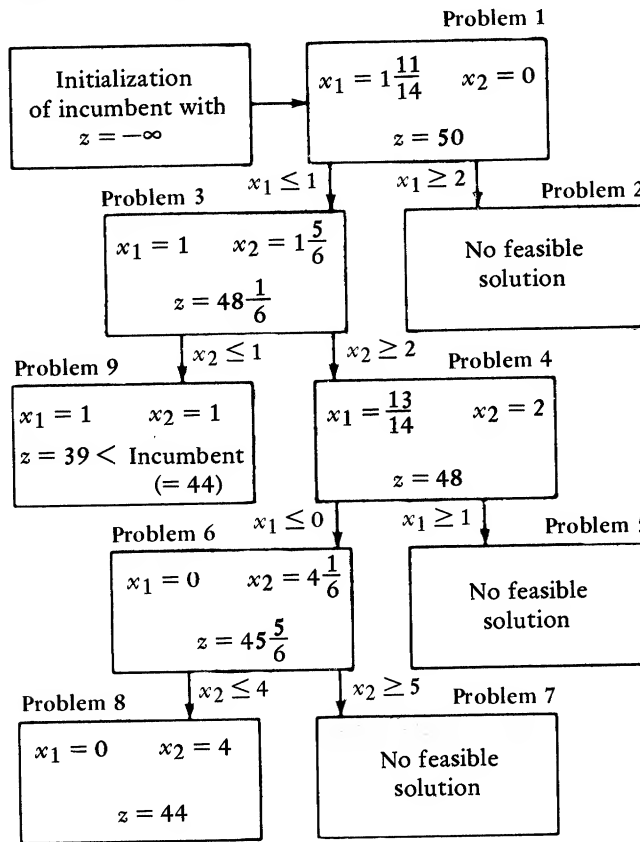 Problem 1
Initialization
of incumbent with
z = −∞
x₁ = 1 11/14 x₂ = 0
z = 50
x₁ ≤ 1 x₁ ≥ 2
Problem 3
Problem 2
x₁ = 1 x₂ = 1 5/6
z = 48 1/6
No feasible
solution
x₂ ≤ 1 x₂ ≥ 2
Problem 9
Problem 4
x₁ = 1 x₂ = 1
z = 39 < Incumbent
(= 44)
x₁ = 13/14 x₂ = 2
z = 48
x₁ ≤ 0 x₁ ≥ 1
Problem 6
Problem 5
x₁ = 0 x₂ = 4 1/6
z = 45 5/6
No feasible
solution
x₂ ≤ 4 x₂ ≥ 5
Problem 8
Problem 7
x₁ = 0 x₂ = 4
z = 44
No feasible
solution